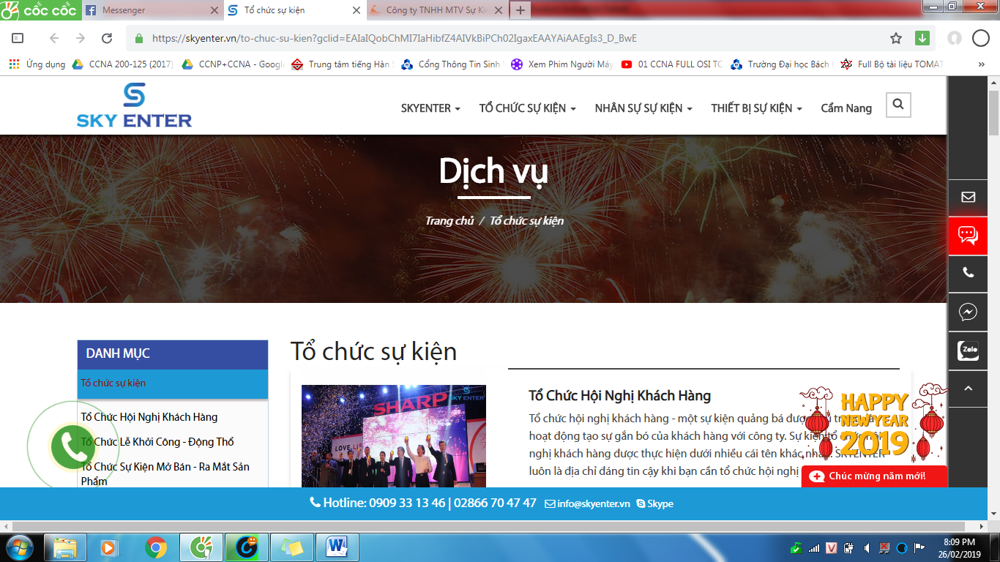 cốc cốc
Messenger
Tổ chức sự kiện
Công ty TNHH MTV Sự Ki
https://skyenter.vn/to-chuc-su-kien?gclid=EAIaIQobChMI7IaHibfZ4AIVkBiPCh02IgaxEAAYAiAAEgIs3_D_BwE
Ứng dụng
CCNA 200-125 (2017)
CCNP+CCNA - Googl
Trung tâm tiếng Hàn
Cổng Thông Tin Sinh
Xem Phim Người Máy
01 CCNA FULL OSI TC
Trường Đại học Bách
Full Bộ tài liệu TOMAT
SKY ENTER
SKYENTER
TỔ CHỨC SỰ KIỆN
NHÂN SỰ SỰ KIỆN
THIẾT BỊ SỰ KIỆN
Cẩm Nang
Dịch vụ
Trang chủ / Tổ chức sự kiện
Zalo
DANH MỤC
Tổ chức sự kiện
Tổ Chức Hội Nghị Khách Hàng
Tổ Chức Lễ Khởi Công - Động Thổ
Tổ Chức Sự Kiện Mở Bán - Ra Mắt Sản
Phẩm
Tổ chức sự kiện
SKY ENTER
SHARP
Tổ Chức Hội Nghị Khách Hàng
Tổ chức hội nghị khách hàng - một sự kiện quảng bá
hoạt động tạo sự gắn bó của khách hàng với công ty. Sự kiện tổ
nghị khách hàng được thực hiện dưới nhiều cái tên khác nhau. SKYENTER
luôn là địa chỉ đáng tin cậy khi bạn cần tổ chức hội nghị
HAPPY
NEW YEAR
2019
Chúc mừng năm mới!
Hotline: 0909 33 13 46 | 02866 70 47 47 info@skyenter.vn Skype
8:09 PM
26/02/2019